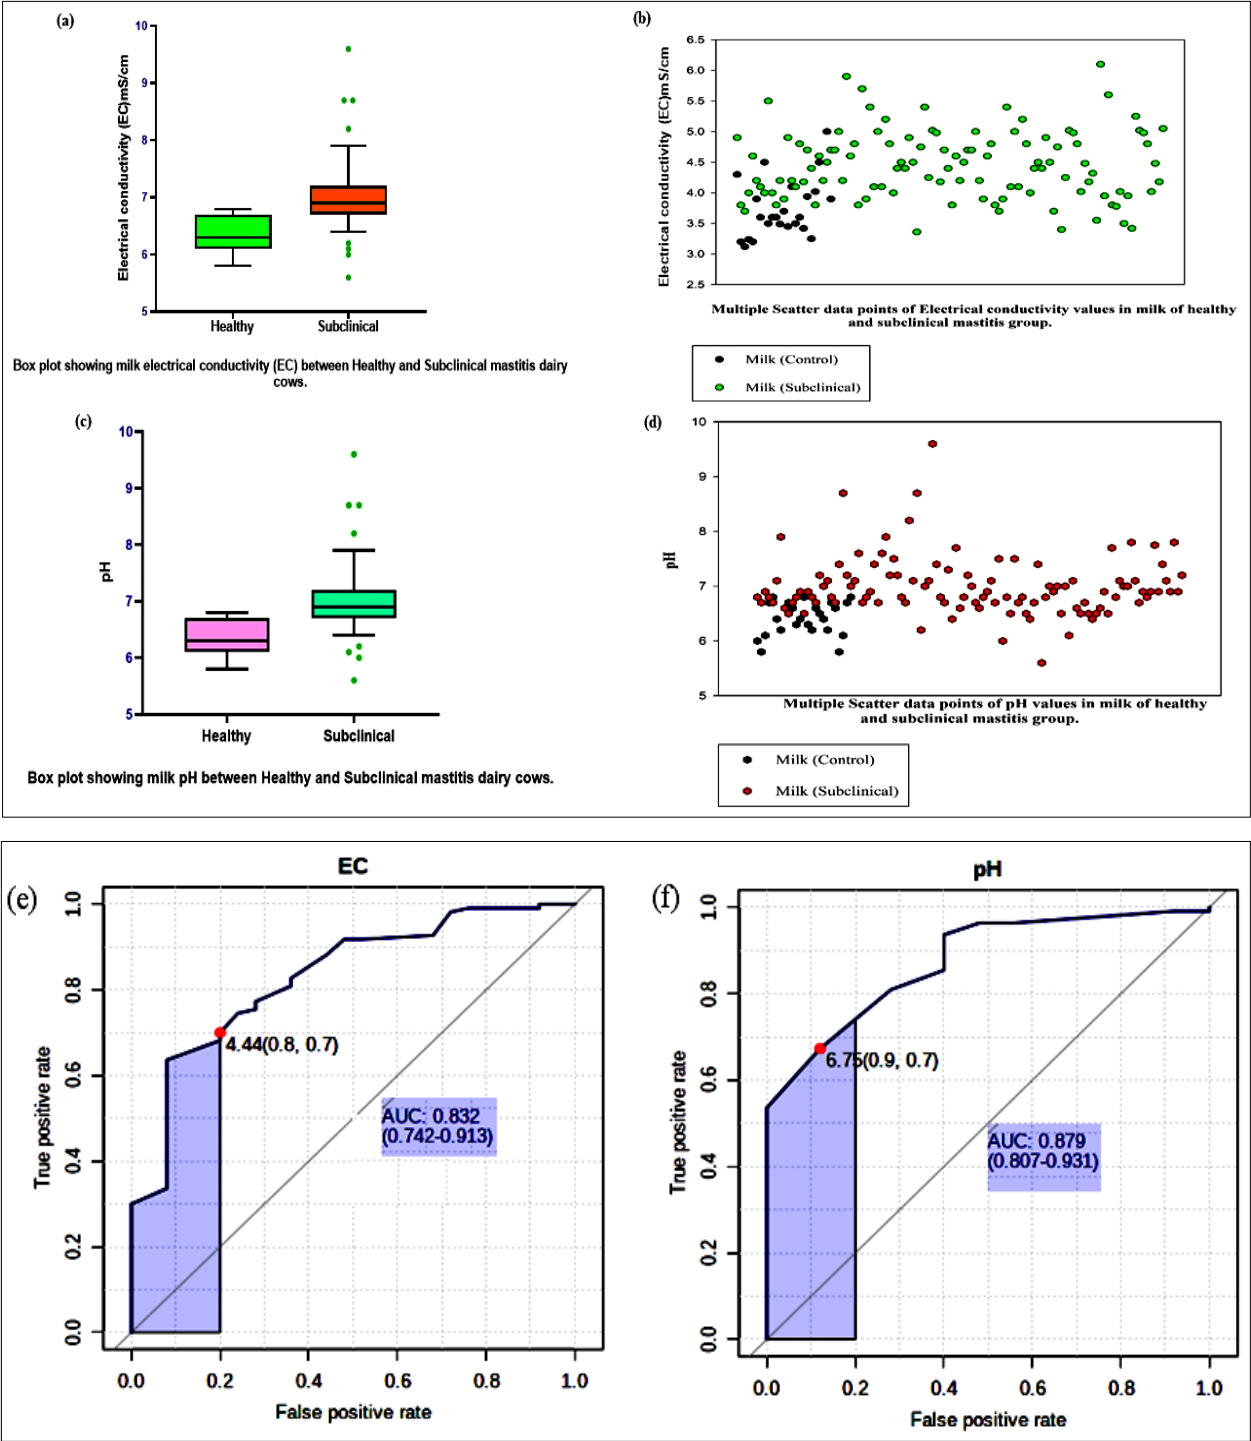 (a)
10
9
8
7
6
5
Electrical conductivity (EC)mS/cm
Healthy
Subclinical
Box plot showing milk electrical conductivity (EC) between Healthy and Subclinical mastitis dairy
cows.
(b)
6.5
6.0
5.5
5.0
4.5
4.0
3.5
3.0
2.5
Electrical conductivity (EC)mS/cm
Multiple Scatter data points of Electrical conductivity values in milk of healthy
and subclinical mastitis group.
Milk (Control)
Milk (Subclinical)
(c)
10
9
8
7
6
5
pH
Healthy
Subclinical
Box plot showing milk pH between Healthy and Subclinical mastitis dairy cows.
(d)
10
9
8
7
6
5
pH
Multiple Scatter data points of pH values in milk of healthy
and subclinical mastitis group.
Milk (Control)
Milk (Subclinical)
(e)
EC
1.0
0.8
0.6
0.4
0.2
0.0
True positive rate
4.44(0.8, 0.7)
AUC: 0.832
(0.742-0.913)
0.0 0.2 0.4 0.6 0.8 1.0
False positive rate
(f)
pH
1.0
0.8
0.6
0.4
0.2
0.0
True positive rate
6.75(0.9, 0.7)
AUC: 0.879
(0.807-0.931)
0.0 0.2 0.4 0.6 0.8 1.0
False positive rate